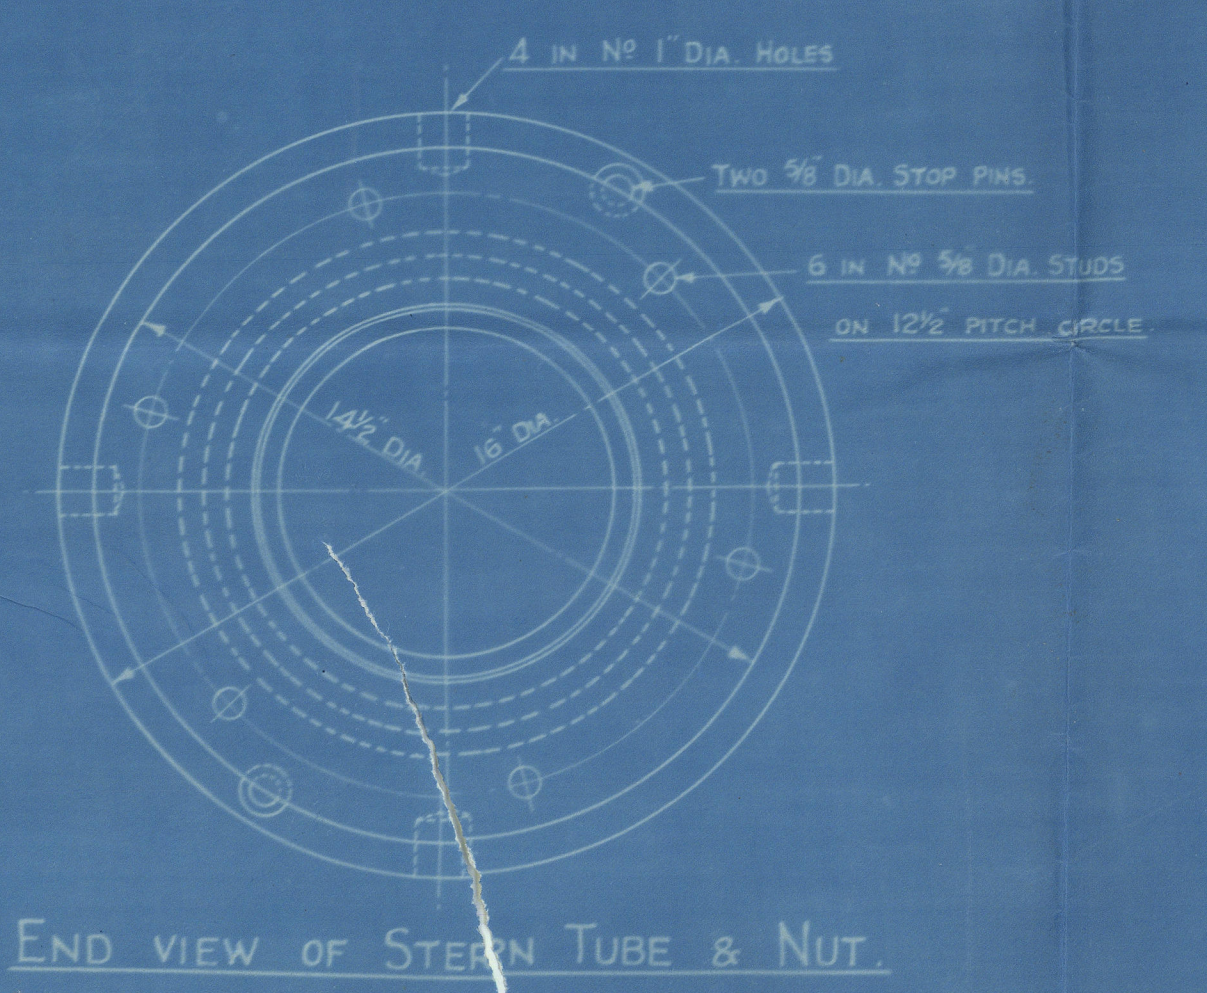 4 IN Nº 1" DIA. HOLES
TWO 5/8" DIA. STOP PINS.
6 IN Nº 5/8" DIA. STUDS
ON 12½" PITCH CIRCLE.
14½" DIA.
16" DIA.
END VIEW OF STERN TUBE & NUT.